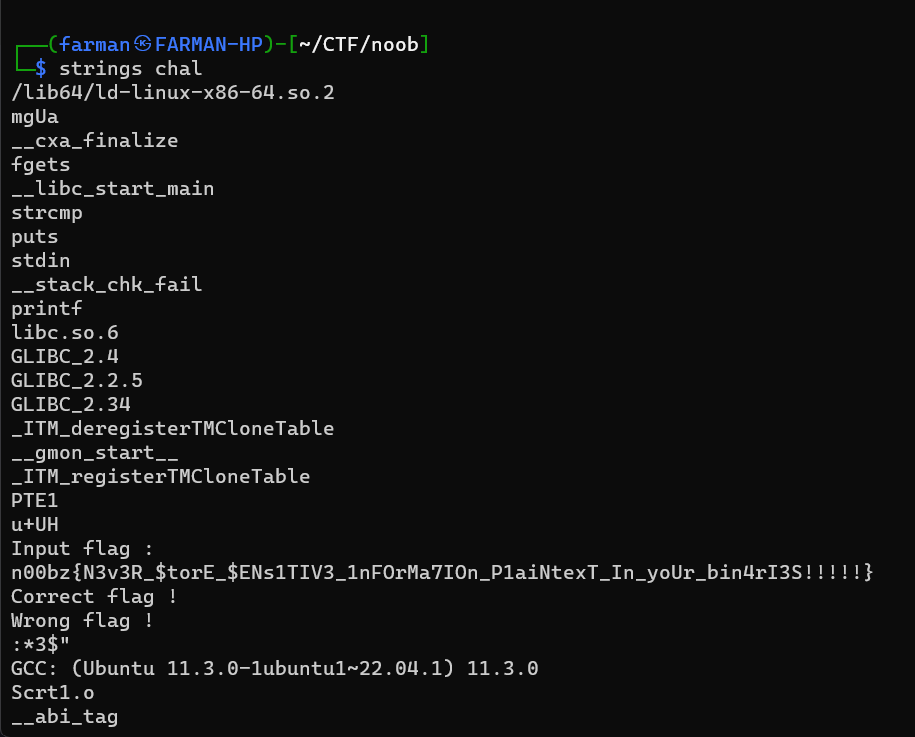 ┌──(farman㉿FARMAN-HP)-[~/CTF/noob]
└─$ strings chal
/lib64/ld-linux-x86-64.so.2
mgUa
__cxa_finalize
fgets
__libc_start_main
strcmp
puts
stdin
__stack_chk_fail
printf
libc.so.6
GLIBC_2.4
GLIBC_2.2.5
GLIBC_2.34
_ITM_deregisterTMCloneTable
__gmon_start__
_ITM_registerTMCloneTable
PTE1
u+UH
Input flag :
n00bz{N3v3R_$torE_$ENs1TIV3_1nFOrMa7IOn_P1aiNtexT_In_yoUr_bin4rI3S!!!!!}
Correct flag !
Wrong flag !
:*3$"
GCC: (Ubuntu 11.3.0-1ubuntu1~22.04.1) 11.3.0
Scrt1.o
__abi_tag